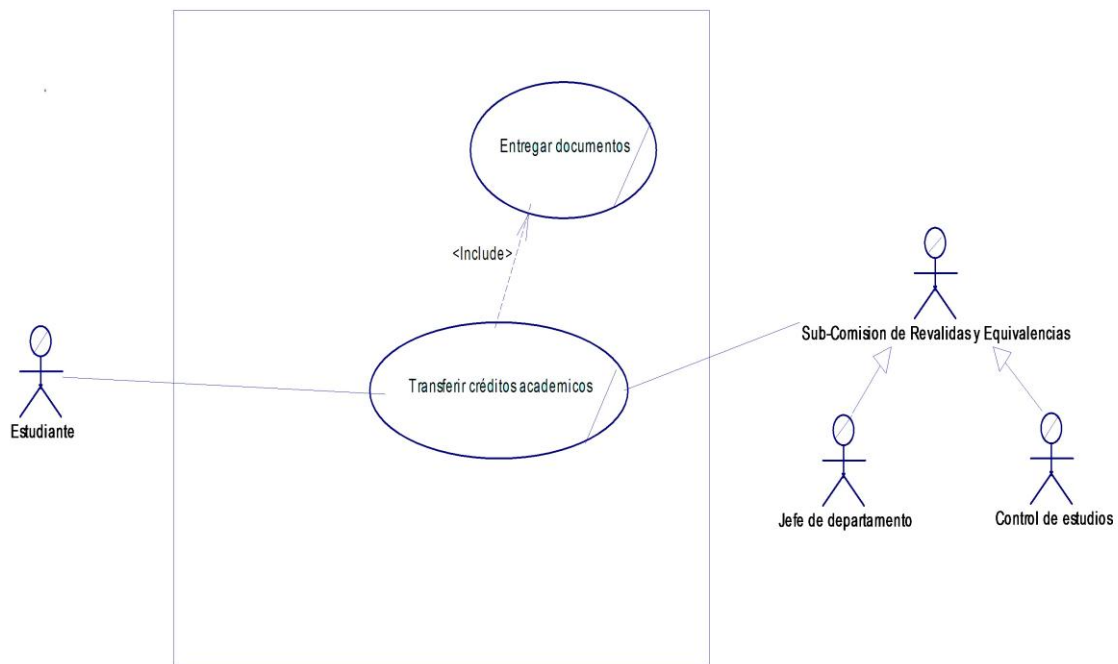 Entregar documentos
<Include>
Sub-Comision de Revalidas y Equivalencias
Transferir créditos academicos
Estudiante
Jefe de departamento
Control de estudios